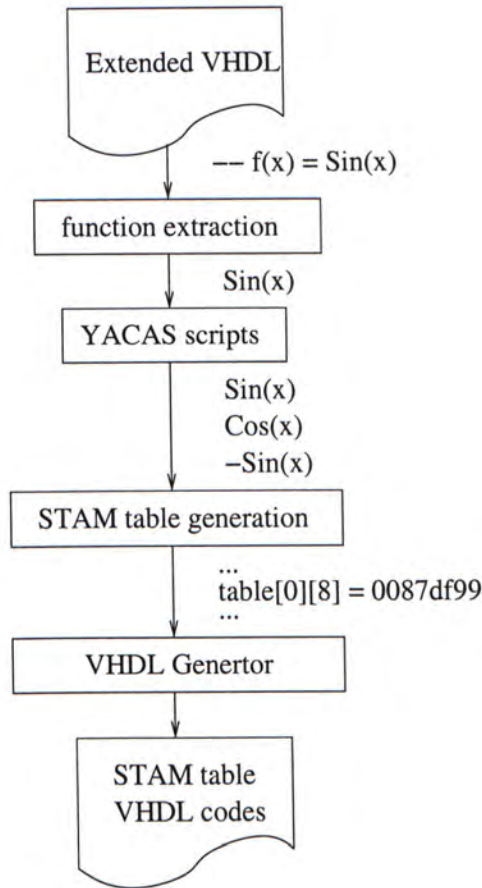 Extended VHDL
−− f(x) = Sin(x)
function extraction
Sin(x)
YACAS scripts
Sin(x)
Cos(x)
−Sin(x)
STAM table generation
...
table[0][8] = 0087df99
...
VHDL Genertor
STAM table
VHDL codes